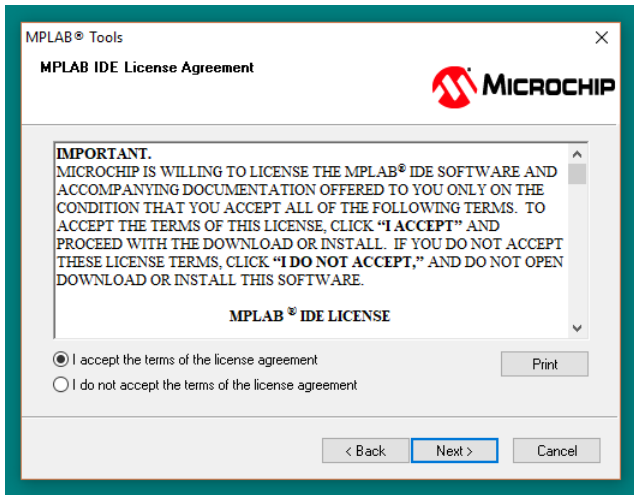 MPLAB® Tools
MPLAB IDE License Agreement
MICROCHIP
IMPORTANT.
MICROCHIP IS WILLING TO LICENSE THE MPLAB® IDE SOFTWARE AND
ACCOMPANYING DOCUMENTATION OFFERED TO YOU ONLY ON THE
CONDITION THAT YOU ACCEPT ALL OF THE FOLLOWING TERMS. TO
ACCEPT THE TERMS OF THIS LICENSE, CLICK “I ACCEPT” AND
PROCEED WITH THE DOWNLOAD OR INSTALL. IF YOU DO NOT ACCEPT
THESE LICENSE TERMS, CLICK “I DO NOT ACCEPT,” AND DO NOT OPEN
DOWNLOAD OR INSTALL THIS SOFTWARE.
MPLAB ® IDE LICENSE
I accept the terms of the license agreement
Print
I do not accept the terms of the license agreement
< Back Next > Cancel